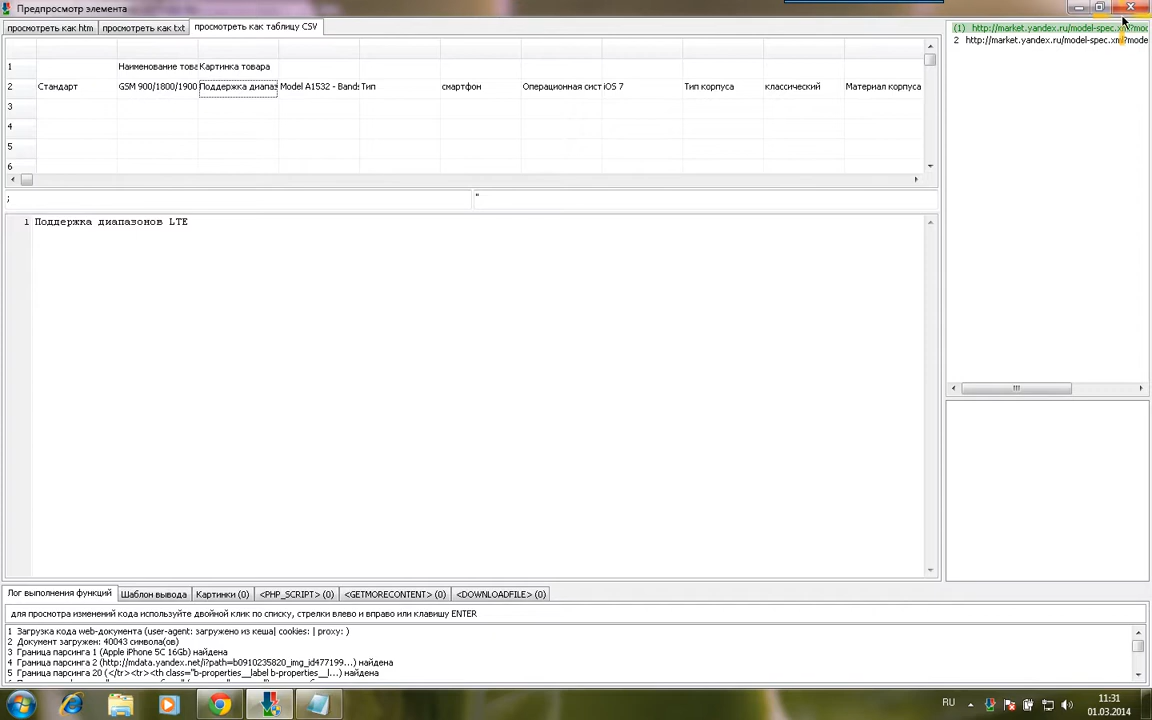 Предпросмотр элемента
просмотреть как htm
просмотреть как txt
просмотреть как таблицу CSV
(1) http://market.yandex.ru/model-spec.xml?mod
2 http://market.yandex.ru/model-spec.xml?mode
1 Наименование това Картинка товара
2 Стандарт GSM 900/1800/1900 Поддержка диапаз Model A1532 - Band: Тип смартфон Операционная сист iOS 7 Тип корпуса классический Материал корпуса
3
4
5
6
; "
1 Поддержка диапазонов LTE
Лог выполнения функций
Шаблон вывода
Картинки (0)
<PHP_SCRIPT> (0)
<GETMORECONTENT> (0)
<DOWNLOADFILE> (0)
для просмотра изменений кода используйте двойной клик по списку, стрелки влево и вправо или клавишу ENTER
1 Загрузка кода web-документа (user-agent: загружено из кеша| cookies: | proxy: )
2 Документ загружен: 40043 символа(ов)
3 Граница парсинга 1 (Apple iPhone 5C 16Gb) найдена
4 Граница парсинга 2 (http://mdata.yandex.net/i?path=b0910235820_img_id477199...) найдена
5 Граница парсинга 20 (</tr><tr><th class="b-properties__label b-properties__l...) найдена
RU
11:31
01.03.2014